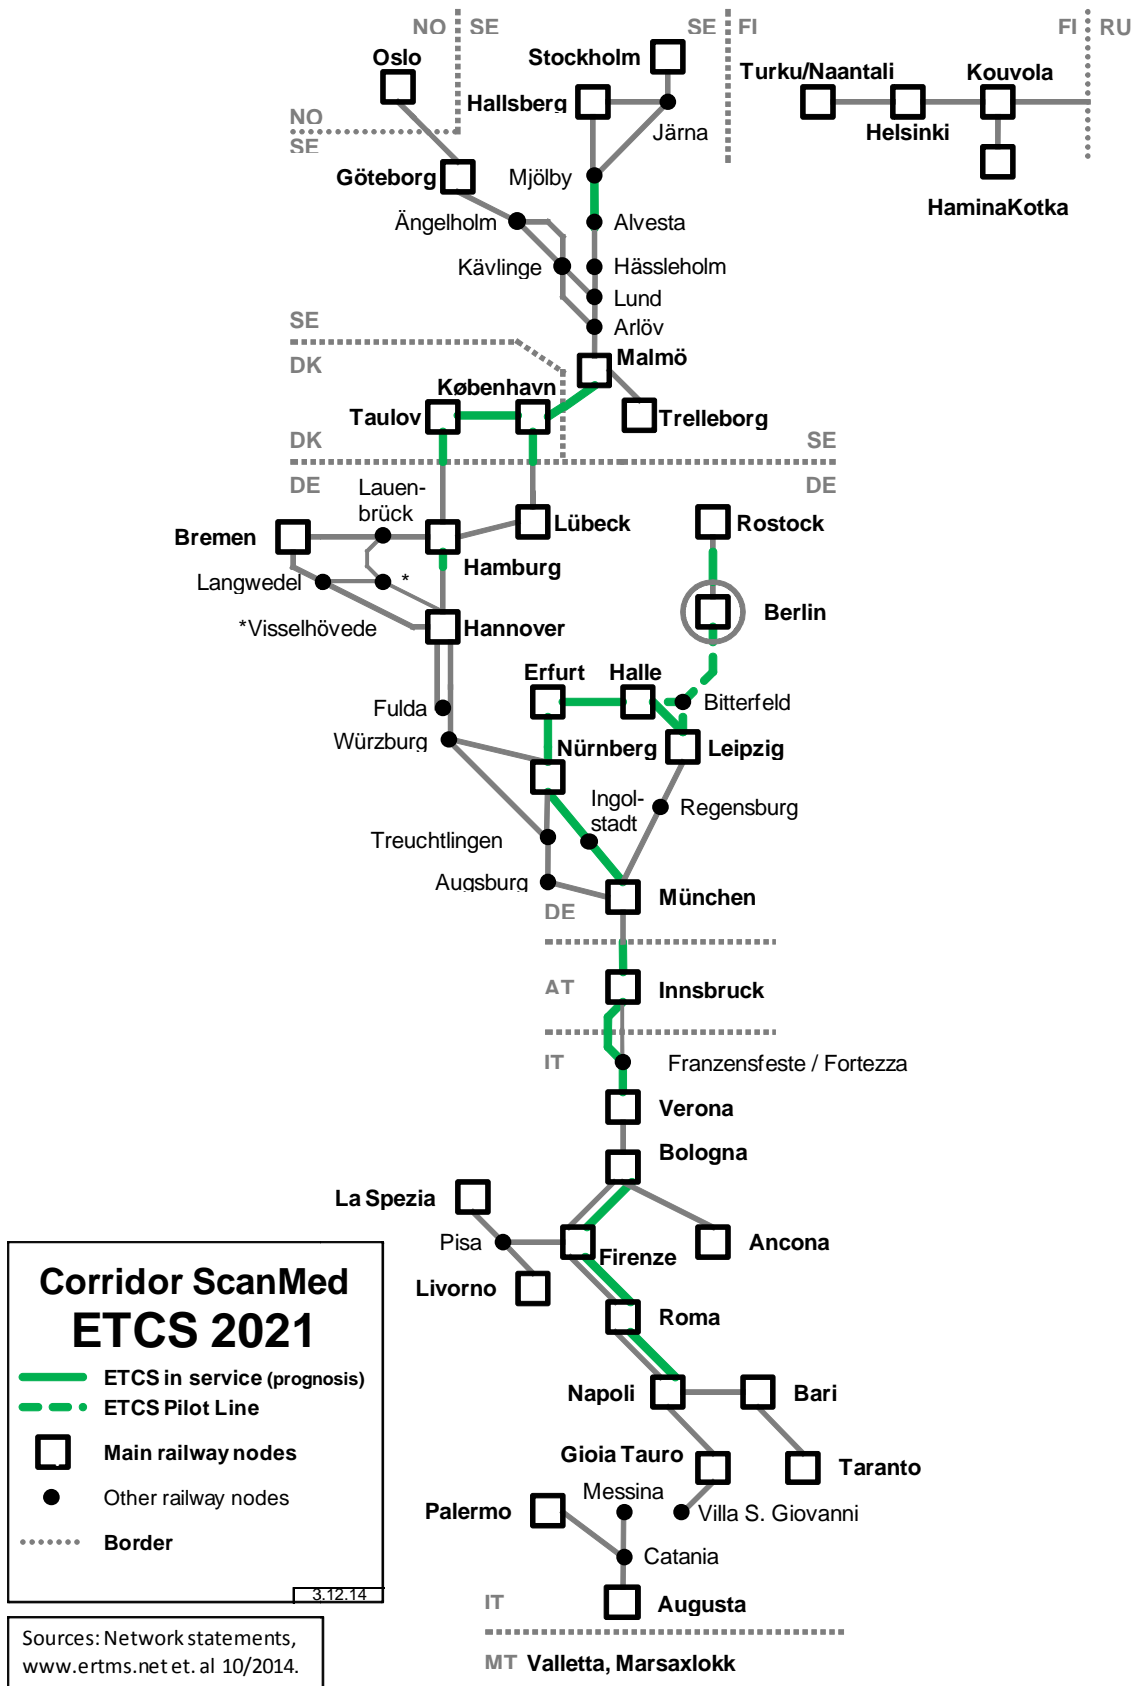 NO SE SE FI FI RU
Oslo
Stockholm
Turku/Naantali
Kouvola
Hallsberg
NO
SE
Järna
Helsinki
Göteborg
Mjölby
HaminaKotka
Ängelholm
Alvesta
Kävlinge
Hässleholm
Lund
SE
Arlöv
DK
Malmö
København
Taulov
Trelleborg
DK
SE
DE
DE
Lauen-
brück
Bremen
Lübeck
Rostock
Hamburg
Langwedel
*
Berlin
*Visselhövede
Hannover
Erfurt
Halle
Fulda
Bitterfeld
Würzburg
Nürnberg
Leipzig
Ingol-
stadt
Regensburg
Treuchtlingen
Augsburg
München
DE
AT
Innsbruck
IT
Franzensfeste / Fortezza
Verona
Bologna
La Spezia
Pisa
Firenze
Ancona
Livorno
Roma
Napoli
Bari
Gioia Tauro
Taranto
Messina
Palermo
Villa S. Giovanni
Catania
IT
Augusta
MT Valletta, Marsaxlokk
Corridor ScanMed
ETCS 2021
ETCS in service (prognosis)
ETCS Pilot Line
Main railway nodes
Other railway nodes
Border
3.12.14
Sources: Network statements,
www.ertms.net et. al 10/2014.